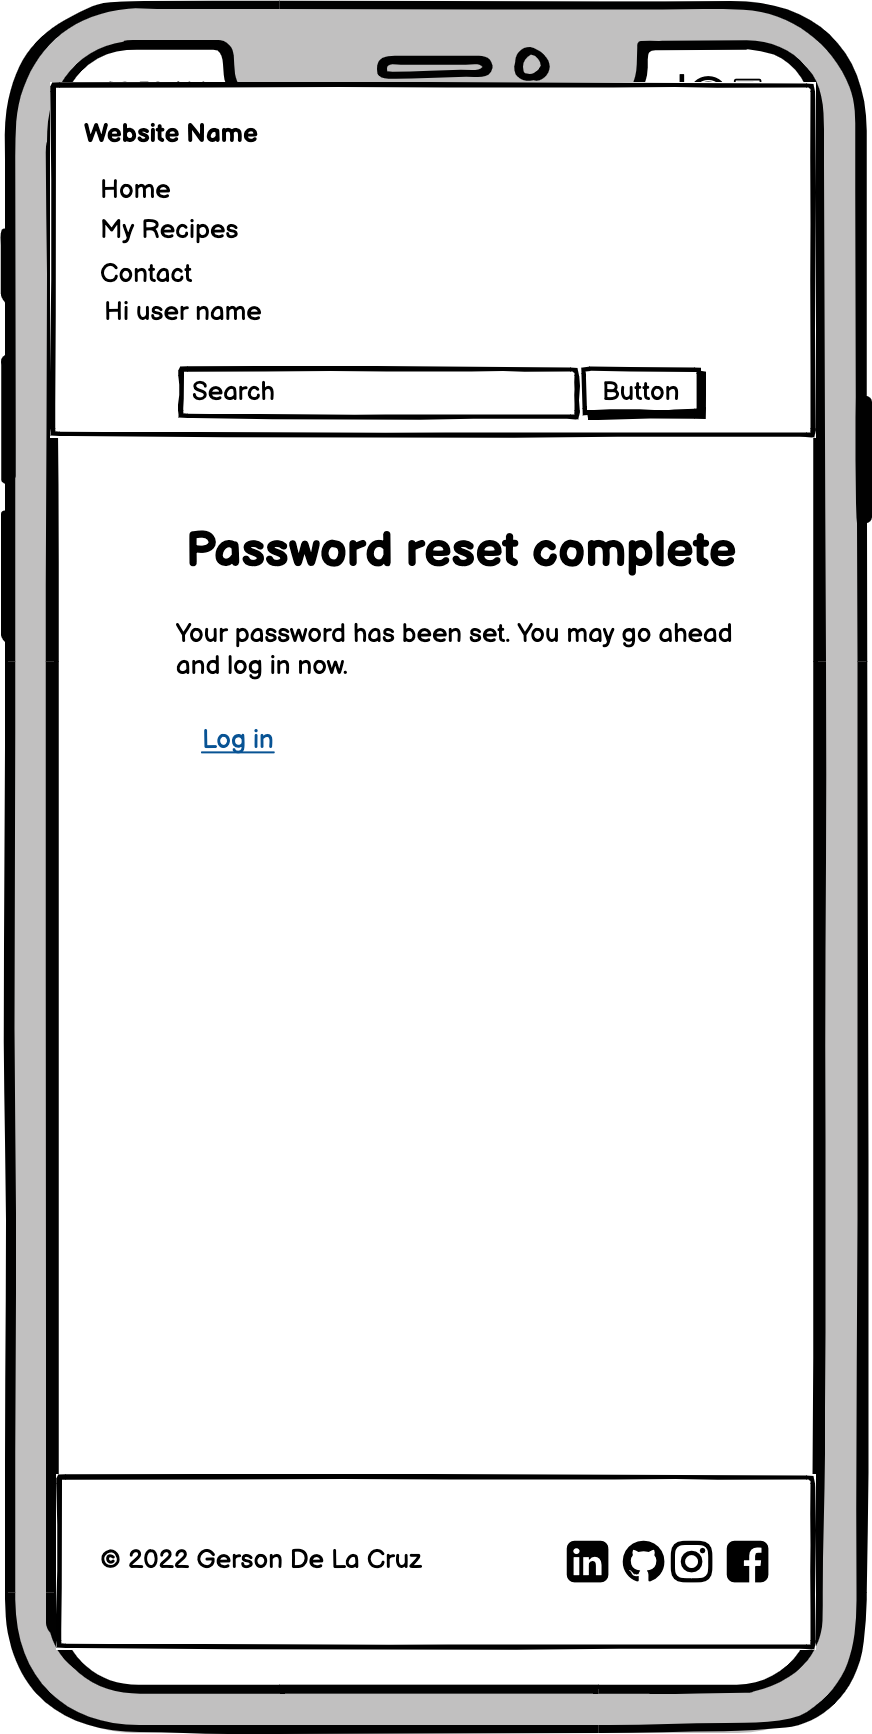 Website Name
Home
My Recipes
Contact
Hi user name
Search Button
Password reset complete
Your password has been set. You may go ahead
and log in now.
Log in
© 2022 Gerson De La Cruz